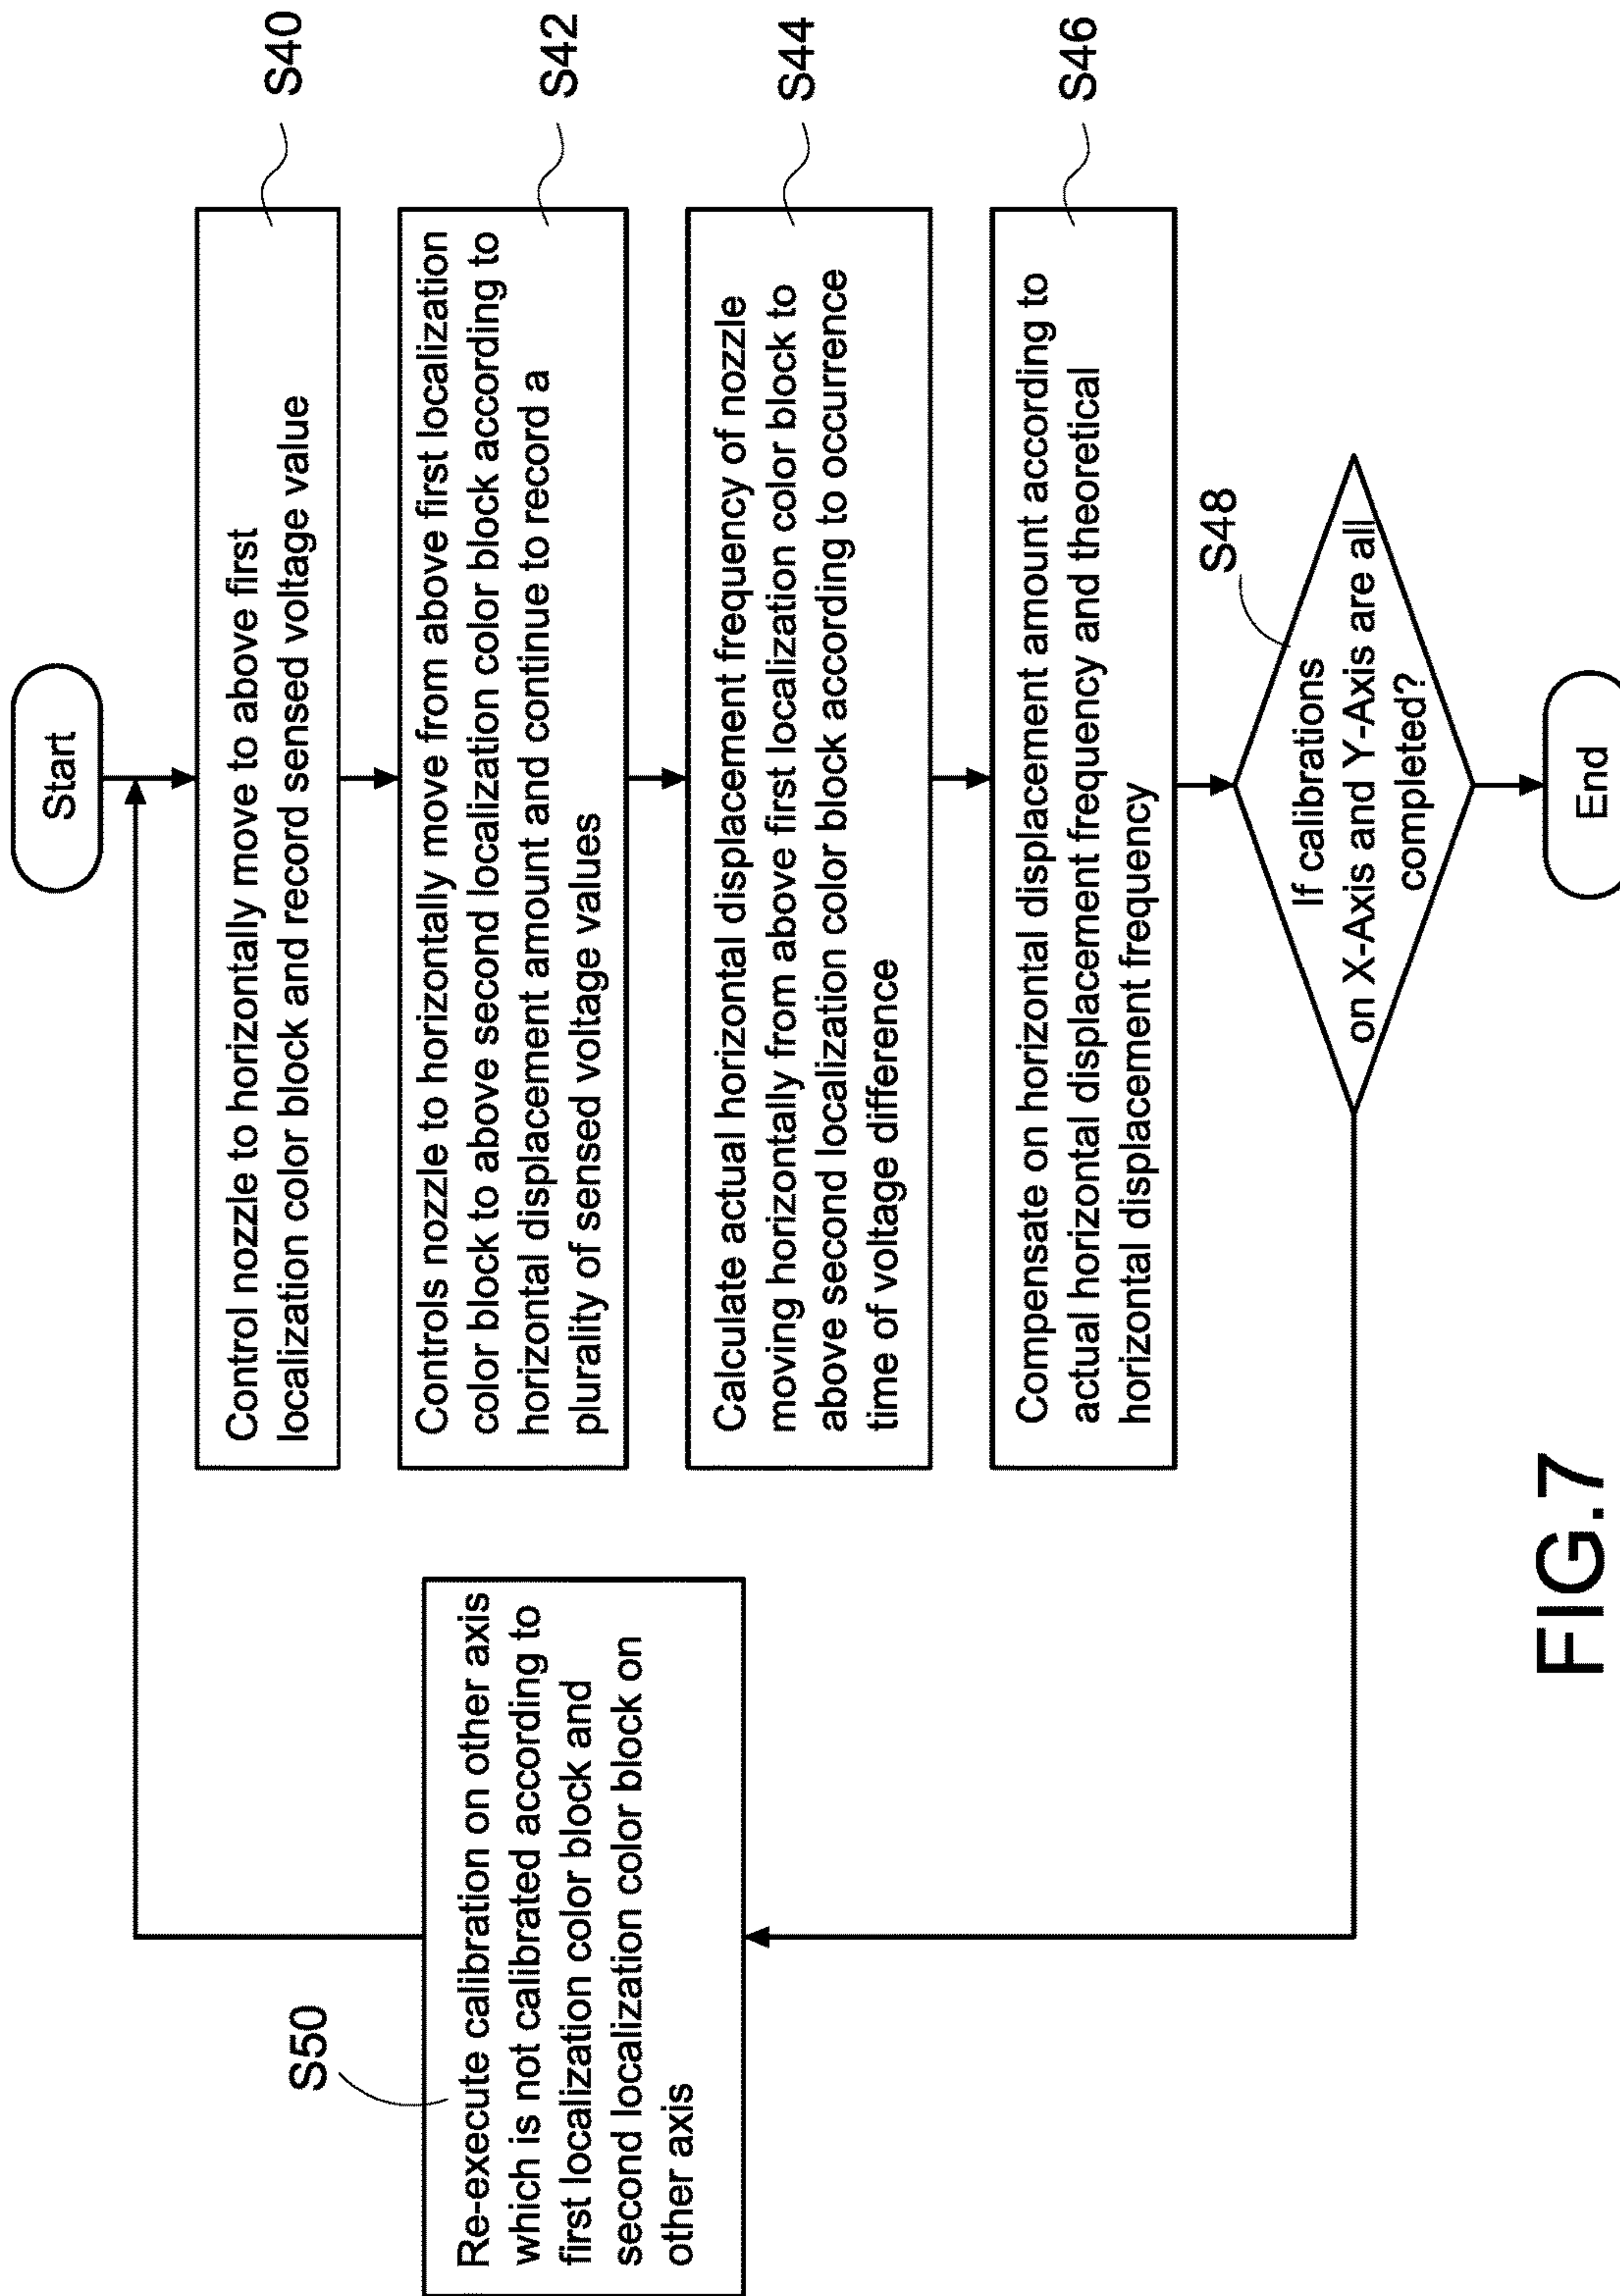 Start
Control nozzle to horizontally move to above first
localization color block and record sensed voltage value
S40
Controls nozzle to horizontally move from above first localization
color block to above second localization color block according to
horizontal displacement amount and continue to record a
plurality of sensed voltage values
S42
Calculate actual horizontal displacement frequency of nozzle
moving horizontally from above first localization color block to
above second localization color block according to occurrence
time of voltage difference
S44
Compensate on horizontal displacement amount according to
actual horizontal displacement frequency and theoretical
horizontal displacement frequency
S46
S48
If calibrations
on X-Axis and Y-Axis are all
completed?
S50
Re-execute calibration on other axis
which is not calibrated according to
first localization color block and
second localization color block on
other axis
End
FIG.7